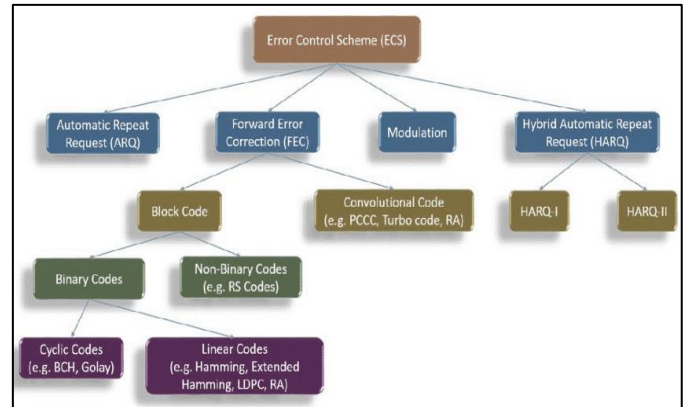 Error Control Scheme (ECS)
Automatic Repeat
Request (ARQ)
Forward Error
Correction (FEC)
Modulation
Hybrid Automatic Repeat
Request (HARQ)
Block Code
Convolutional Code
(e.g. PCCC, Turbo code, RA)
HARQ-I
HARQ-II
Binary Codes
Non-Binary Codes
(e.g. RS Codes)
Cyclic Codes
(e.g. BCH, Golay)
Linear Codes
(e.g. Hamming, Extended
Hamming, LDPC, RA)